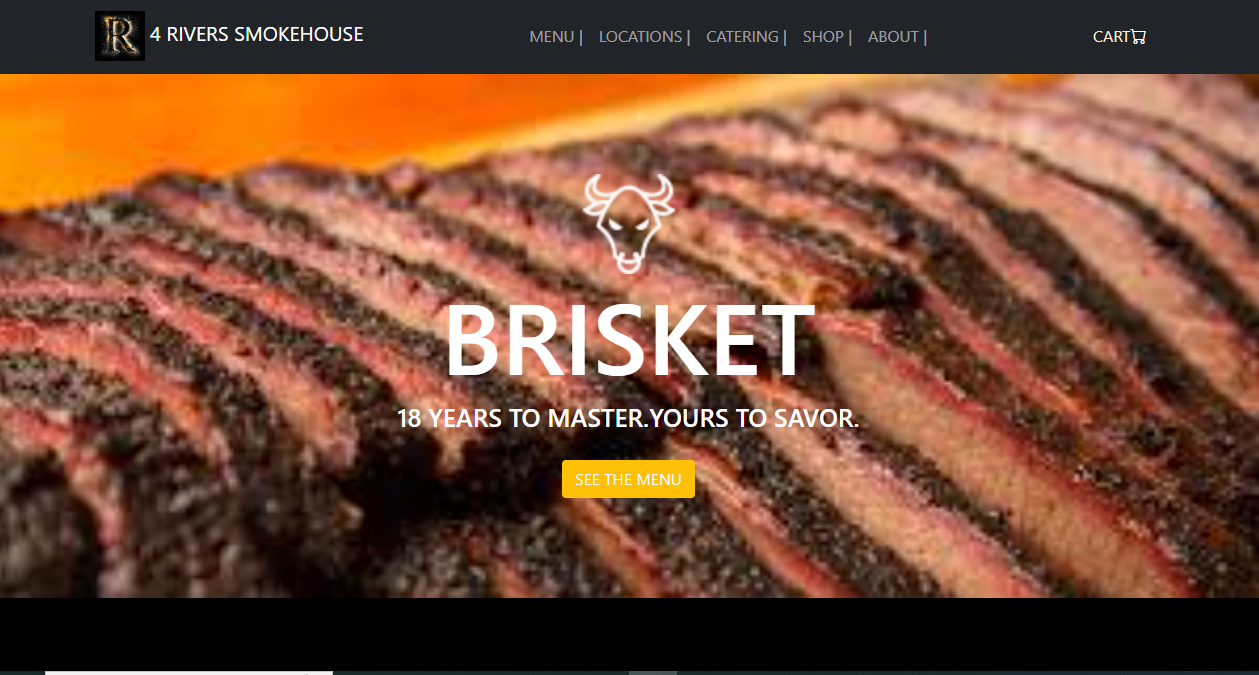 R 4 RIVERS SMOKEHOUSE
MENU | LOCATIONS | CATERING | SHOP | ABOUT |
CART
BRISKET
18 YEARS TO MASTER.YOURS TO SAVOR.
SEE THE MENU